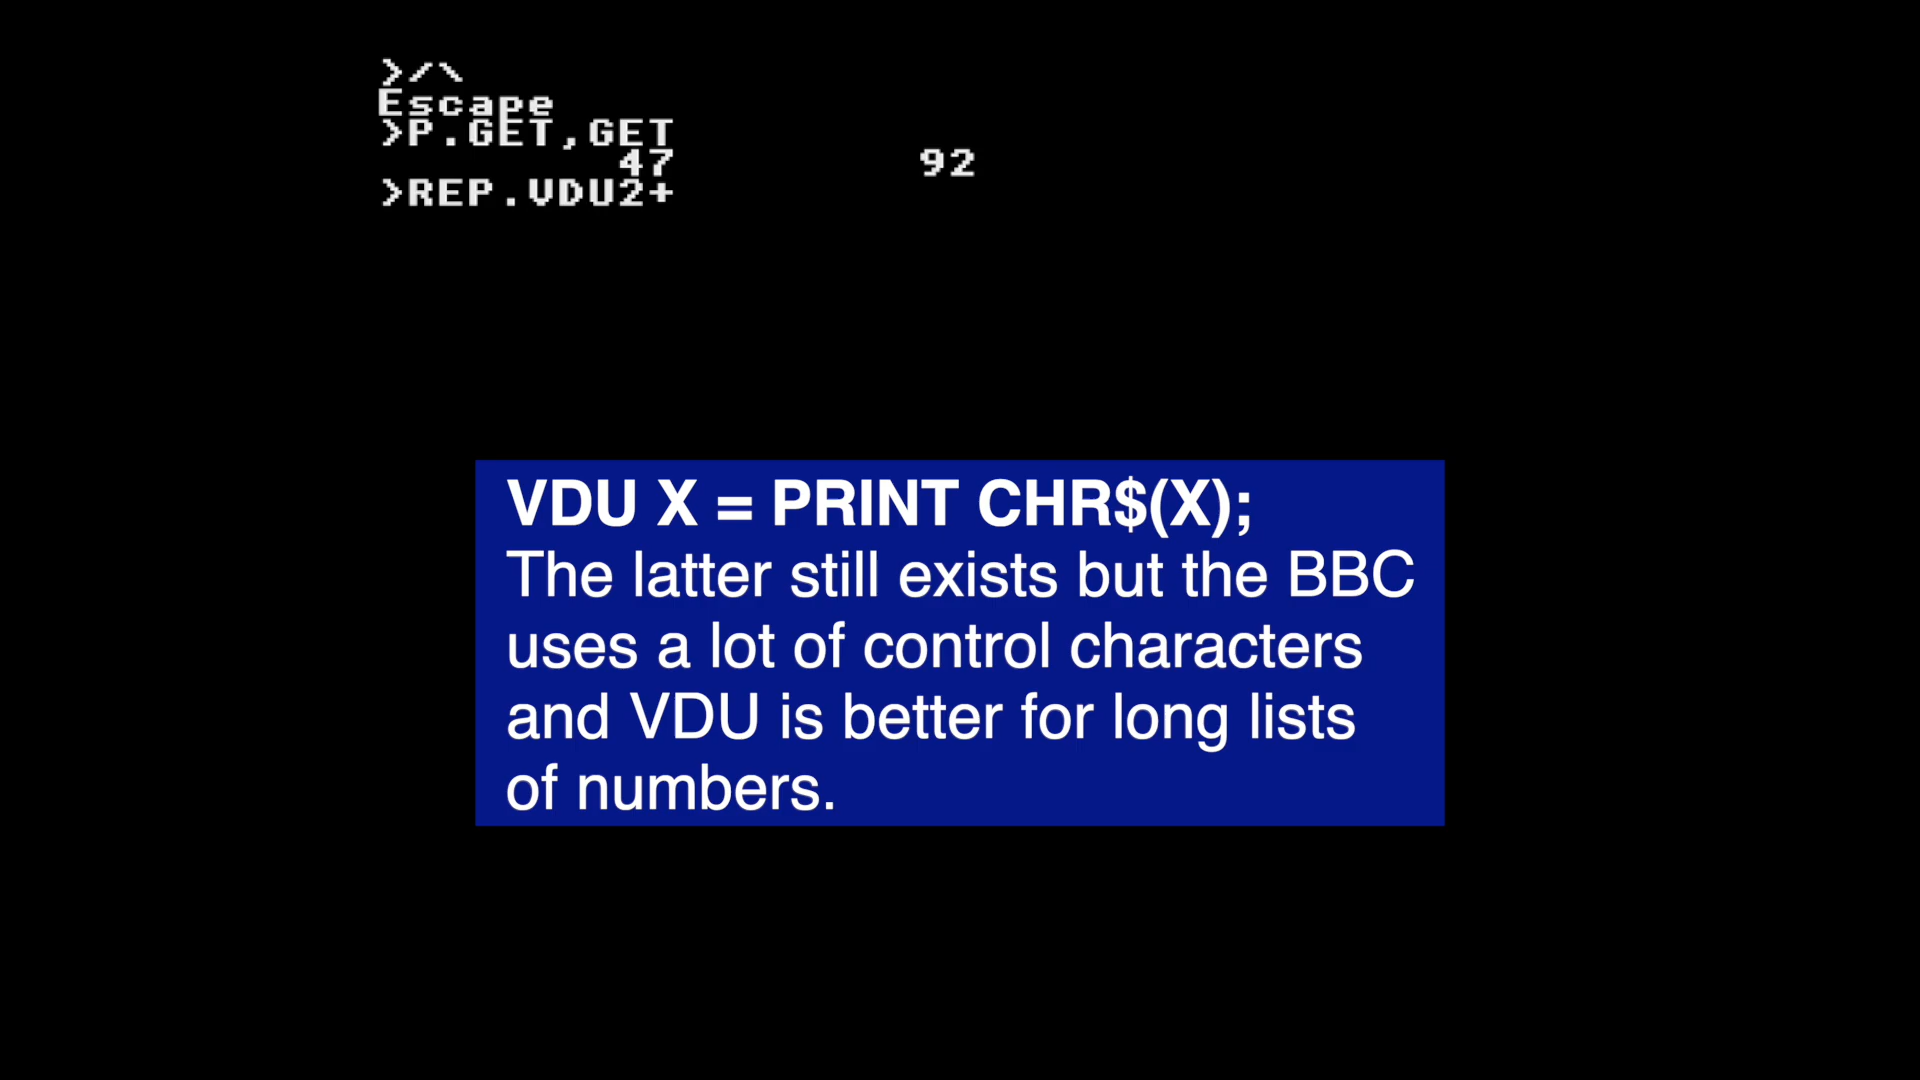 >/\
Escape
>P.GET,GET
47 92
>REP.VDU2+
VDU X = PRINT CHR$(X);
The latter still exists but the BBC
uses a lot of control characters
and VDU is better for long lists
of numbers.